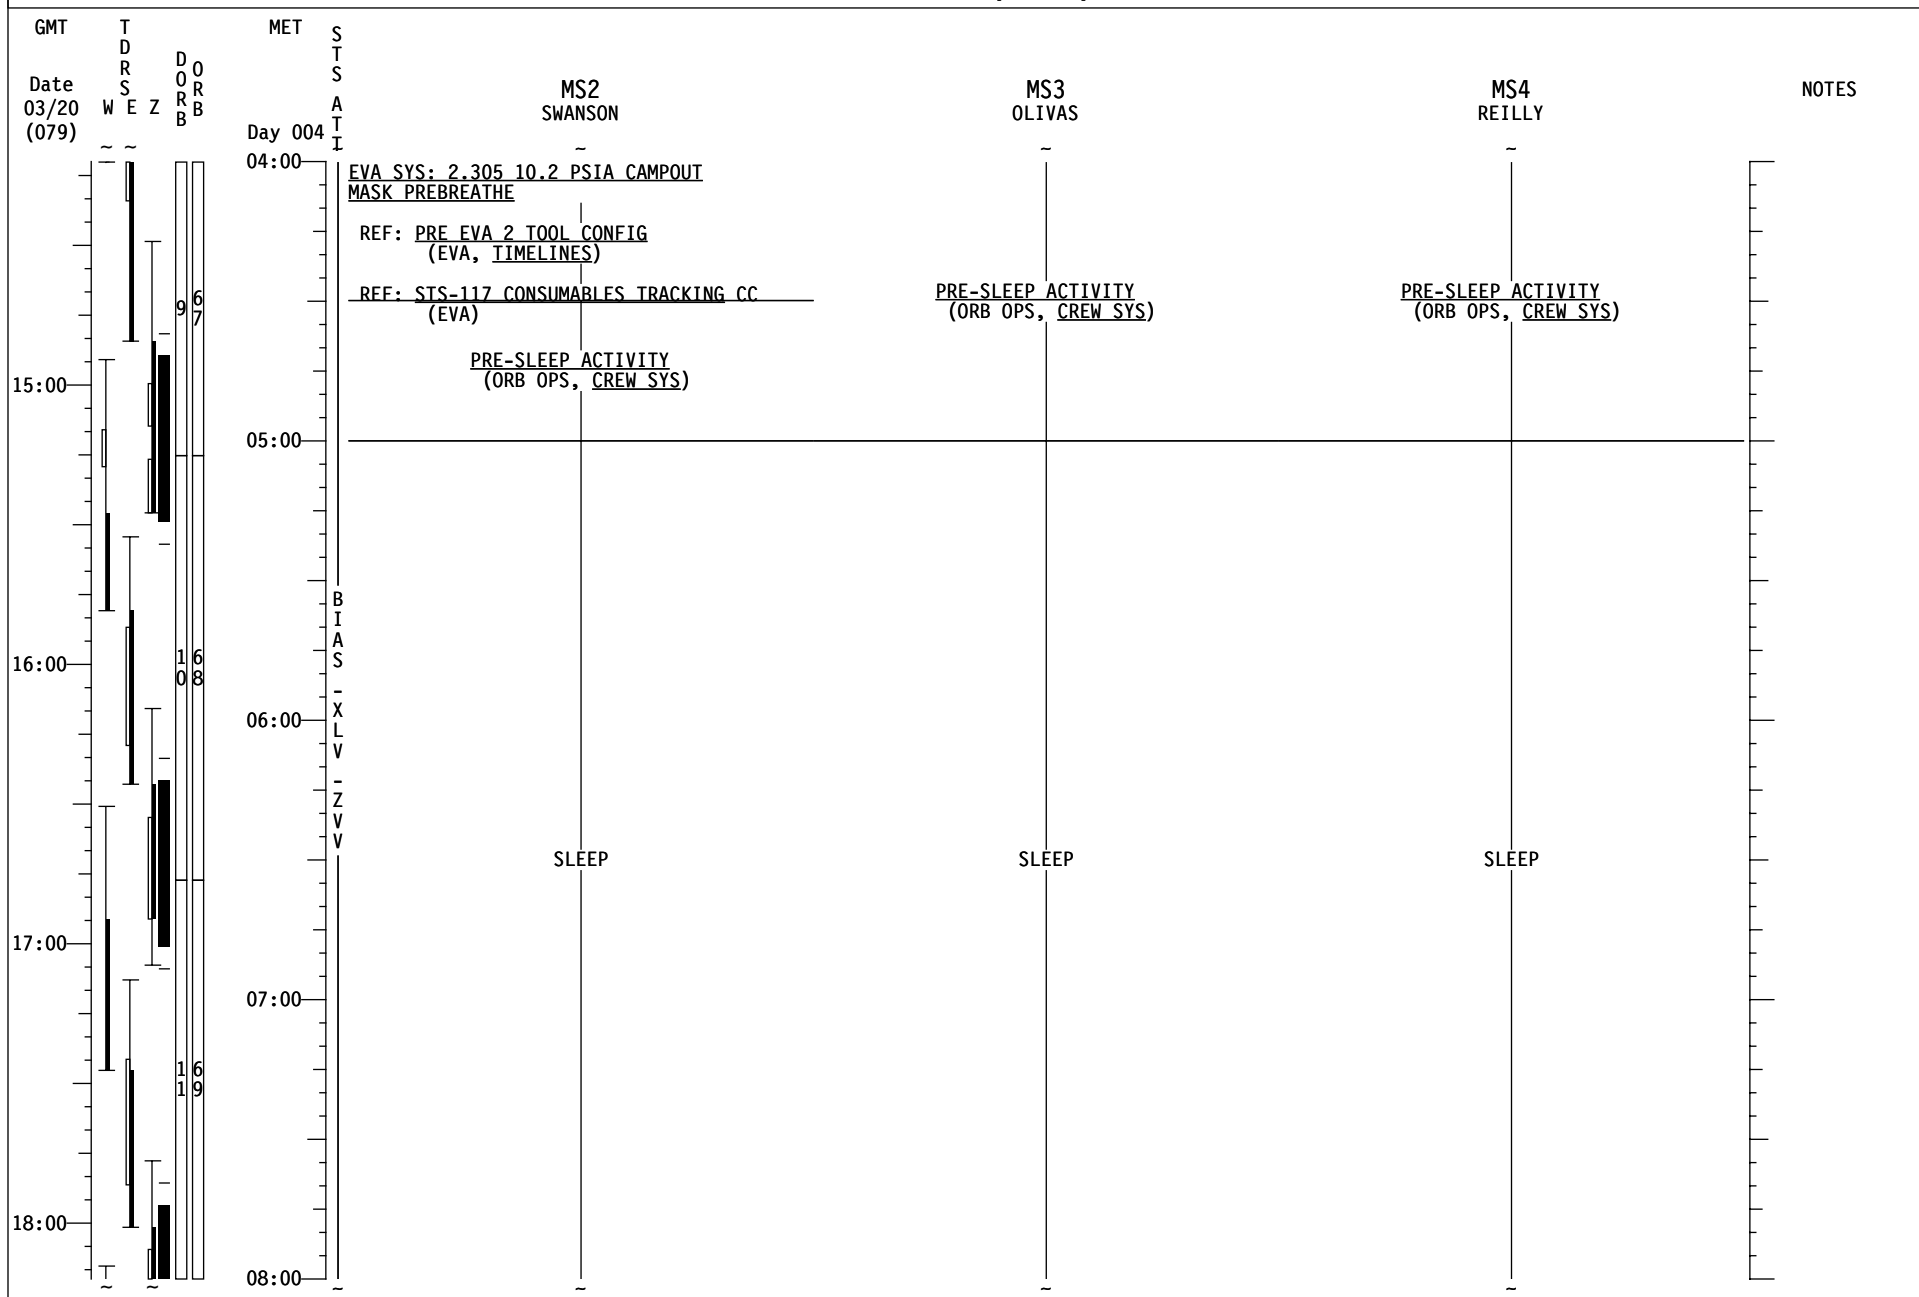 GMT
T
D
R
S
D
O
R
B
O
R
B
MET
S
T
S
A
T
T
Date
03/20
(079)
W E Z
Day 004
MS2
SWANSON
MS3
OLIVAS
MS4
REILLY
NOTES
~ ~ ~ ~ ~
04:00
EVA SYS: 2.305 10.2 PSIA CAMPOUT
MASK PREBREATHE
REF: PRE EVA 2 TOOL CONFIG
(EVA, TIMELINES)
REF: STS-117 CONSUMABLES TRACKING CC
(EVA)
PRE-SLEEP ACTIVITY
(ORB OPS, CREW SYS)
PRE-SLEEP ACTIVITY
(ORB OPS, CREW SYS)
PRE-SLEEP ACTIVITY
(ORB OPS, CREW SYS)
9
6
7
15:00
05:00
B
I
A
S
-
X
L
V
-
Z
V
V
16:00
1
0
6
8
06:00
SLEEP
SLEEP
SLEEP
17:00
07:00
1
1
6
9
18:00
08:00
~ ~ ~ ~ ~ ~